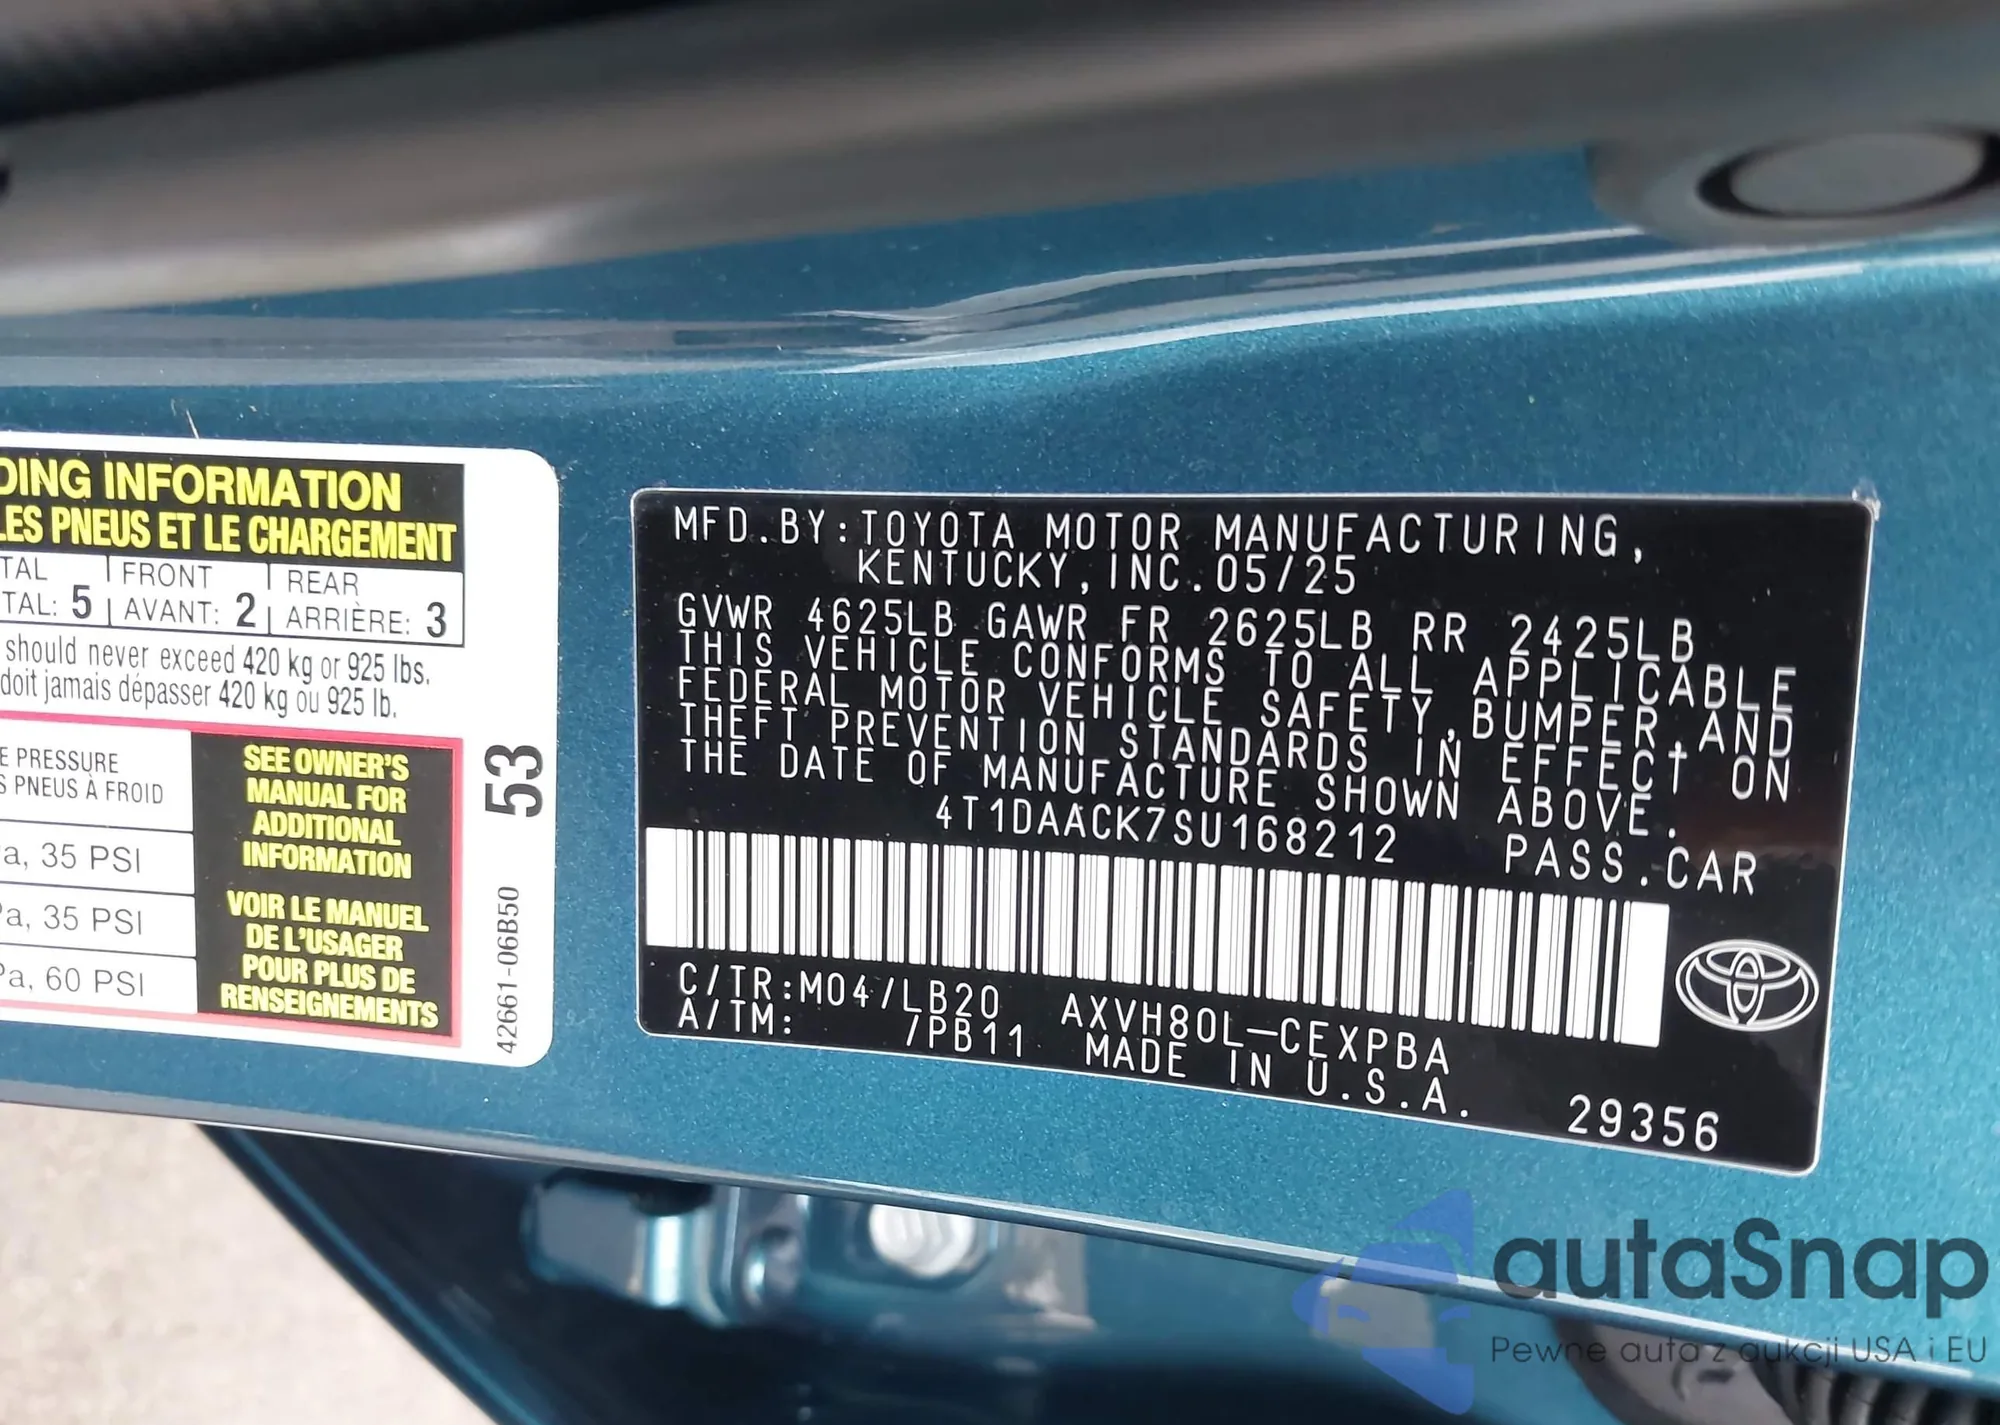 DING INFORMATION
LES PNEUS ET LE CHARGEMENT
TAL FRONT REAR
TAL: 5 AVANT: 2 ARRIÈRE: 3
should never exceed 420 kg or 925 lbs.
doit jamais dépasser 420 kg ou 925 lb.
E PRESSURE
S PNEUS À FROID
a, 35 PSI
Pa, 35 PSI
Pa, 60 PSI
SEE OWNER'S
MANUAL FOR
ADDITIONAL
INFORMATION
VOIR LE MANUEL
DE L'USAGER
POUR PLUS DE
RENSEIGNEMENTS
53
42661-06B50
MFD.BY:TOYOTA MOTOR MANUFACTURING,
KENTUCKY, INC. 05/25
GVWR 4625LB GAWR FR 2625LB RR 2425LB
THIS VEHICLE CONFORMS TO ALL APPLICABLE
FEDERAL MOTOR VEHICLE SAFETY,BUMPER,AND
THEFT PREVENTION STANDARDS IN EFFECT ON
THE DATE OF MANUFACTURE SHOWN ABOVE.
4T1DAACK7SU168212 PASS.CAR
C/TR:M04/LB20 AXVH80L-CEXPBA
A/TM: /PB11 MADE IN U.S.A.
29356
autaSnap
Pewne auta z aukcji USA i EU